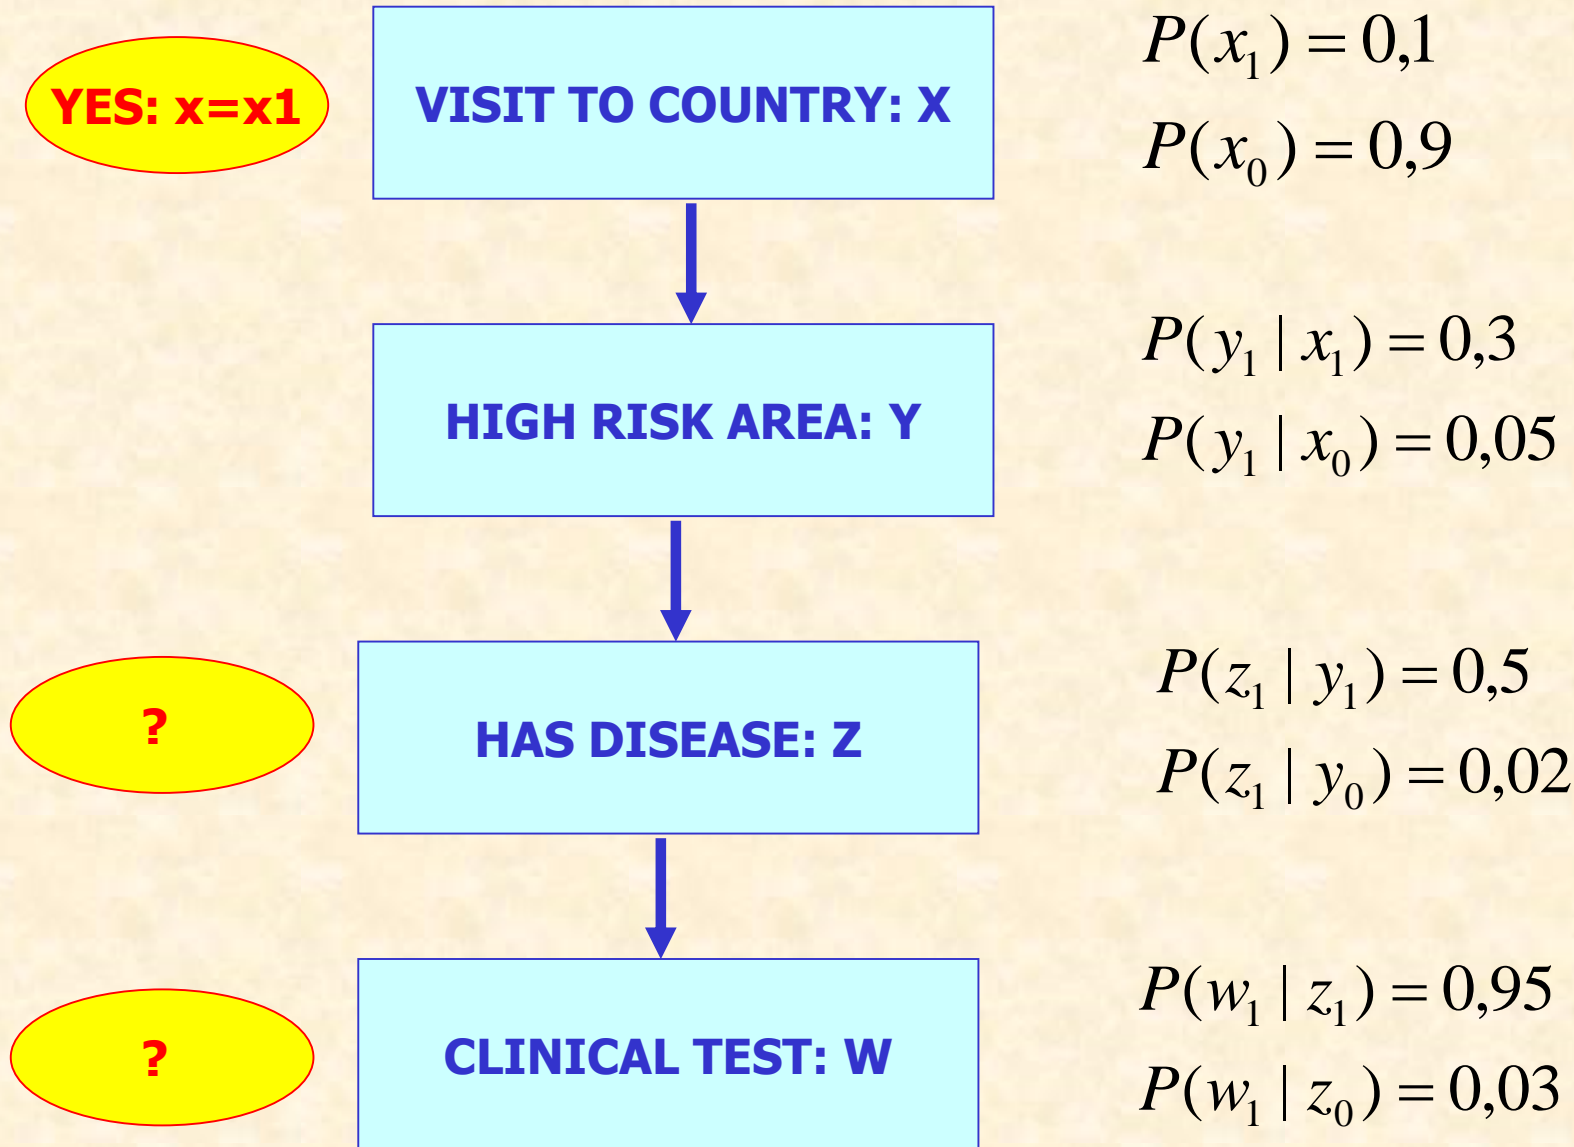 YES: x=x1
VISIT TO COUNTRY: X
P(x₁) = 0,1
P(x₀) = 0,9
HIGH RISK AREA: Y
P(y₁ | x₁) = 0,3
P(y₁ | x₀) = 0,05
?
HAS DISEASE: Z
P(z₁ | y₁) = 0,5
P(z₁ | y₀) = 0,02
?
CLINICAL TEST: W
P(w₁ | z₁) = 0,95
P(w₁ | z₀) = 0,03